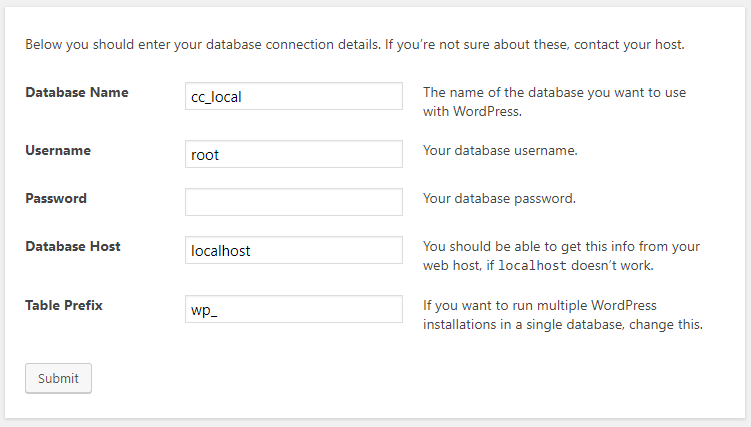 Below you should enter your database connection details. If you’re not sure about these, contact your host.
Database Name
cc_local
The name of the database you want to use
with WordPress.
Username
root
Your database username.
Password
Your database password.
Database Host
localhost
You should be able to get this info from your
web host, if localhost doesn’t work.
Table Prefix
wp_
If you want to run multiple WordPress
installations in a single database, change this.
Submit